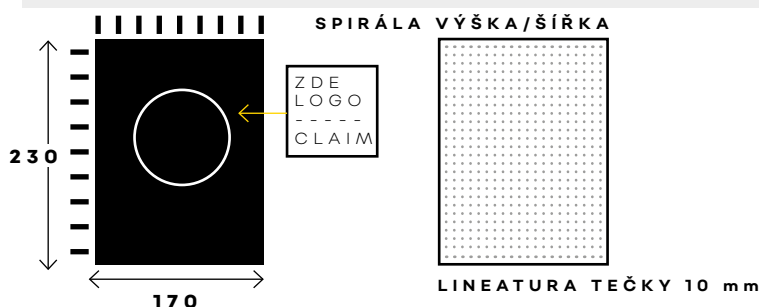 SPIRÁLA VÝŠKA/ŠÍŘKA
ZDE
LOGO
-----
CLAIM
230
170
LINEATURA TEČKY 10 mm